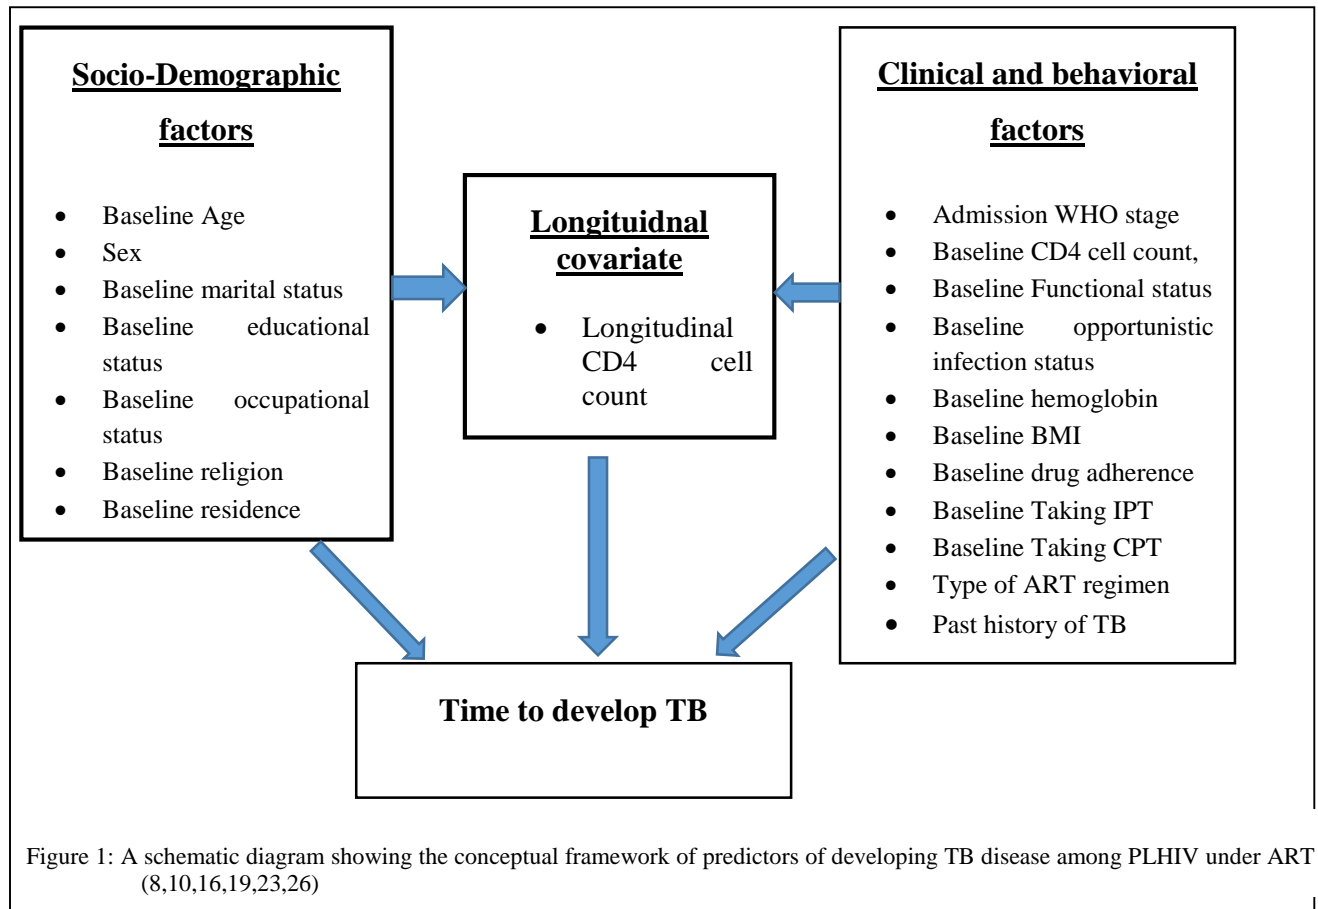 Socio-Demographic
factors
• Baseline Age
• Sex
• Baseline marital status
• Baseline educational
status
• Baseline occupational
status
• Baseline religion
• Baseline residence
Longituidnal
covariate
• Longitudinal
CD4 cell
count
Clinical and behavioral
factors
• Admission WHO stage
• Baseline CD4 cell count,
• Baseline Functional status
• Baseline opportunistic
infection status
• Baseline hemoglobin
• Baseline BMI
• Baseline drug adherence
• Baseline Taking IPT
• Baseline Taking CPT
• Type of ART regimen
• Past history of TB
Time to develop TB
Figure 1: A schematic diagram showing the conceptual framework of predictors of developing TB disease among PLHIV under ART
(8,10,16,19,23,26)